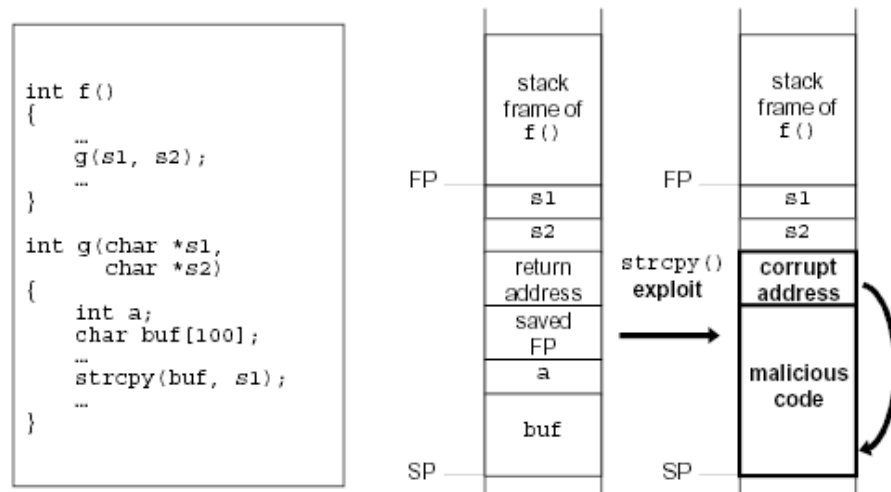 int f()
{
…
g(s1, s2);
…
}
int g(char *s1,
char *s2)
{
int a;
char buf[100];
…
strcpy(buf, s1);
…
}
stack
frame of
f()
FP
s1
s2
return
address
saved
FP
a
buf
SP
strcpy()
exploit
stack
frame of
f()
FP
s1
s2
corrupt
address
malicious
code
SP